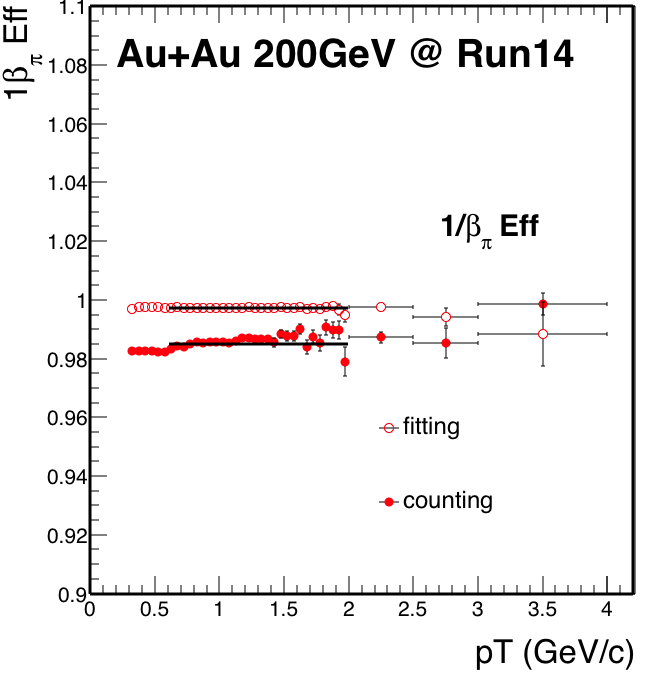 1β_π Eff
Au+Au 200GeV @ Run14
1/β_π Eff
fitting
counting
1.1
1.08
1.06
1.04
1.02
1
0.98
0.96
0.94
0.92
0.9
0 0.5 1 1.5 2 2.5 3 3.5 4
pT (GeV/c)